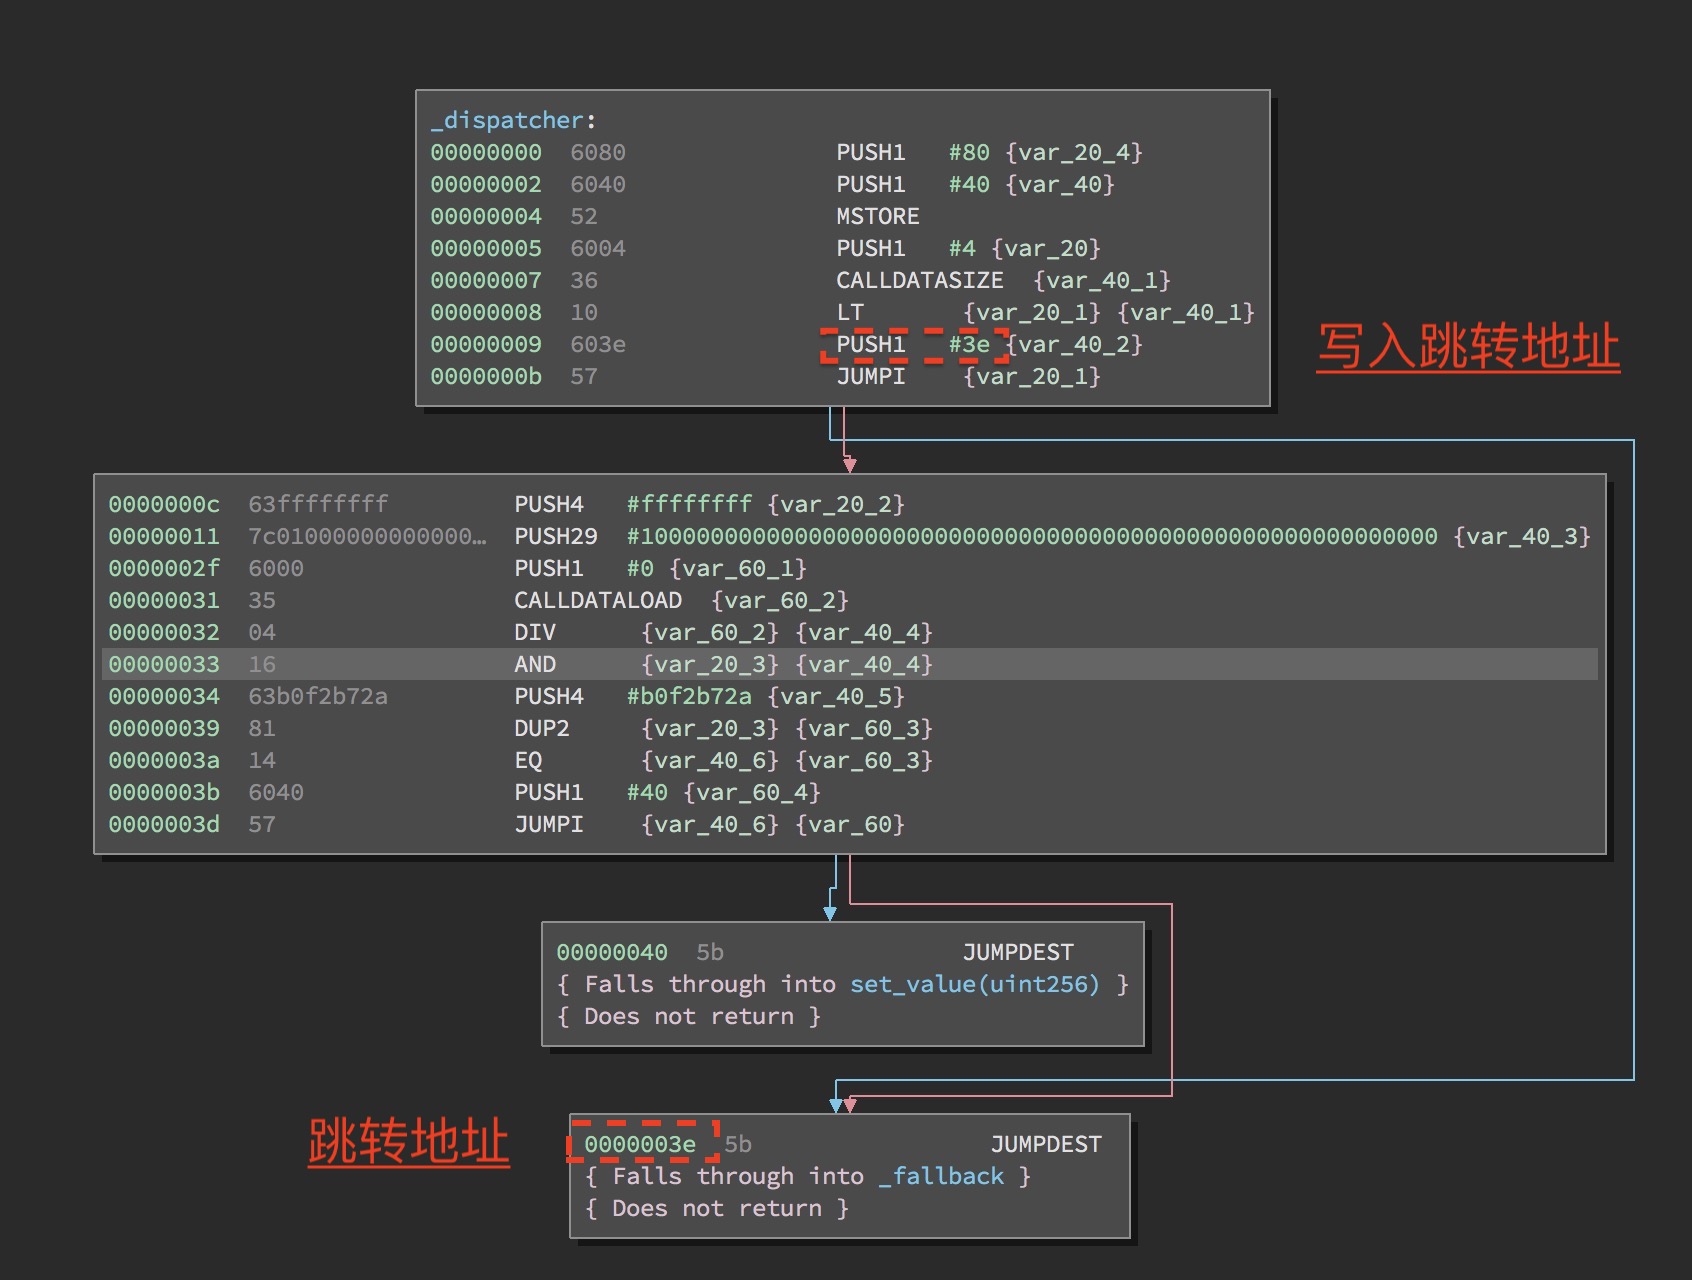 _dispatcher:
00000000 6080 PUSH1 #80 {var_20_4}
00000002 6040 PUSH1 #40 {var_40}
00000004 52 MSTORE
00000005 6004 PUSH1 #4 {var_20}
00000007 36 CALLDATASIZE {var_40_1}
00000008 10 LT {var_20_1} {var_40_1}
00000009 603e PUSH1 #3e {var_40_2}
0000000b 57 JUMPI {var_20_1}
写入跳转地址
0000000c 63ffffffff PUSH4 #ffffffff {var_20_2}
00000011 7c01000000000000… PUSH29 #100000000000000000000000000000000000000000000000000000000 {var_40_3}
0000002f 6000 PUSH1 #0 {var_60_1}
00000031 35 CALLDATALOAD {var_60_2}
00000032 04 DIV {var_60_2} {var_40_4}
00000033 16 AND {var_20_3} {var_40_4}
00000034 63b0f2b72a PUSH4 #b0f2b72a {var_40_5}
00000039 81 DUP2 {var_20_3} {var_60_3}
0000003a 14 EQ {var_40_6} {var_60_3}
0000003b 6040 PUSH1 #40 {var_60_4}
0000003d 57 JUMPI {var_40_6} {var_60}
00000040 5b JUMPDEST
{ Falls through into set_value(uint256) }
{ Does not return }
跳转地址
0000003e 5b JUMPDEST
{ Falls through into _fallback }
{ Does not return }